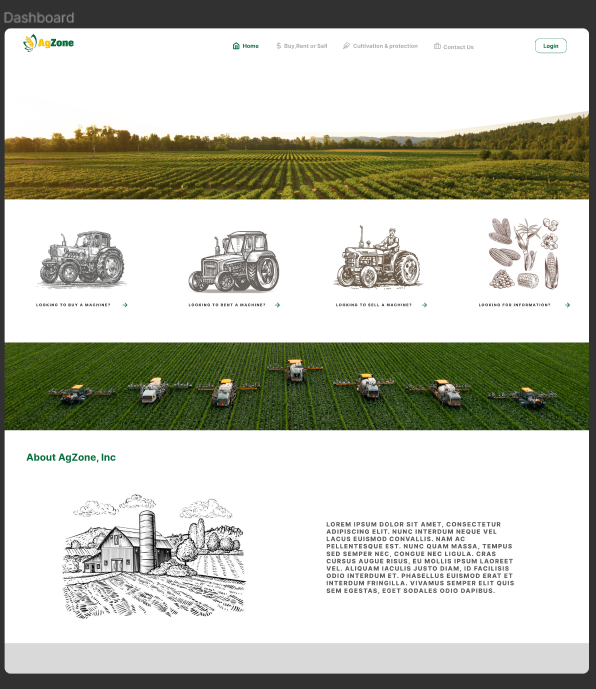 Dashboard
AgZone
Home
Buy,Rent or Sell
Cultivation & protection
Contact Us
Login
LOOKING TO BUY A MACHINE?
LOOKING TO RENT A MACHINE?
LOOKING TO SELL A MACHINE?
LOOKING FOR INFORMATION?
About AgZone, Inc
LOREM IPSUM DOLOR SIT AMET, CONSECTETUR
ADIPISCING ELIT. NUNC INTERDUM NEQUE VEL
LACUS EUISMOD CONVALLIS. NAM AC
PELLENTESQUE EST. NUNC QUAM MASSA, TEMPUS
SED SEMPER NEC, CONGUE NEC LIGULA. CRAS
CURSUS AUGUE RISUS, EU MOLLIS IPSUM LAOREET
VEL. ALIQUAM IACULIS JUSTO DIAM, ID FACILISIS
ODIO INTERDUM ET. PHASELLUS EUISMOD ERAT ET
INTERDUM FRINGILLA. VIVAMUS SEMPER ELIT QUIS
SEM EGESTAS, EGET SODALES ODIO DAPIBUS.